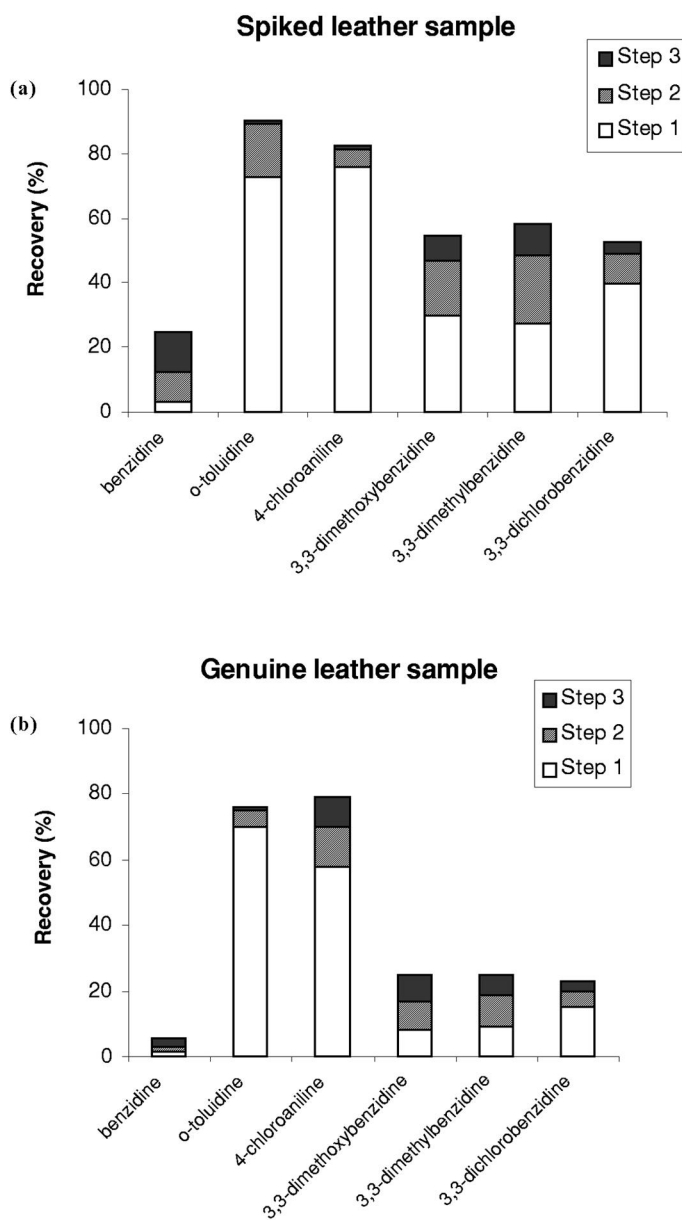 Spiked leather sample
(a)
Step 3
Step 2
Step 1
Recovery (%)
100
80
60
40
20
0
benzidine
o-toluidine
4-chloroaniline
3,3-dimethoxybenzidine
3,3-dimethylbenzidine
3,3-dichlorobenzidine
Genuine leather sample
(b)
Step 3
Step 2
Step 1
Recovery (%)
100
80
60
40
20
0
benzidine
o-toluidine
4-chloroaniline
3,3-dimethoxybenzidine
3,3-dimethylbenzidine
3,3-dichlorobenzidine